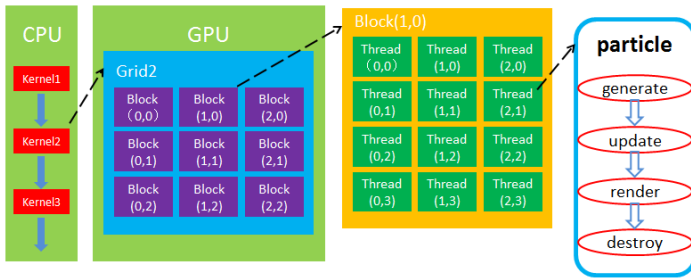 CPU
Kernel1
Kernel2
Kernel3
GPU
Grid2
Block
（0,0）
Block
(1,0)
Block
(2,0)
Block
(0,1)
Block
(1,1)
Block
(2,1)
Block
(0,2)
Block
(1,2)
Block
(2,2)
Block(1,0)
Thread
（0,0)
Thread
(1,0)
Thread
(2,0)
Thread
(0,1)
Thread
(1,1)
Thread
(2,1)
Thread
(0,2)
Thread
(1,2)
Thread
(2,2)
Thread
(0,3)
Thread
(1,3)
Thread
(2,3)
particle
generate
update
render
destroy